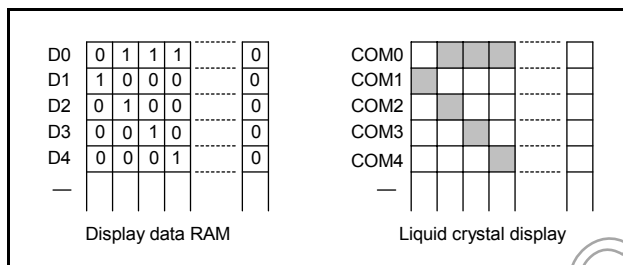 D0 0 1 1 1 0 COM0
D1 1 0 0 0 0 COM1
D2 0 1 0 0 0 COM2
D3 0 0 1 0 0 COM3
D4 0 0 0 1 0 COM4
— —
Display data RAM Liquid crystal display